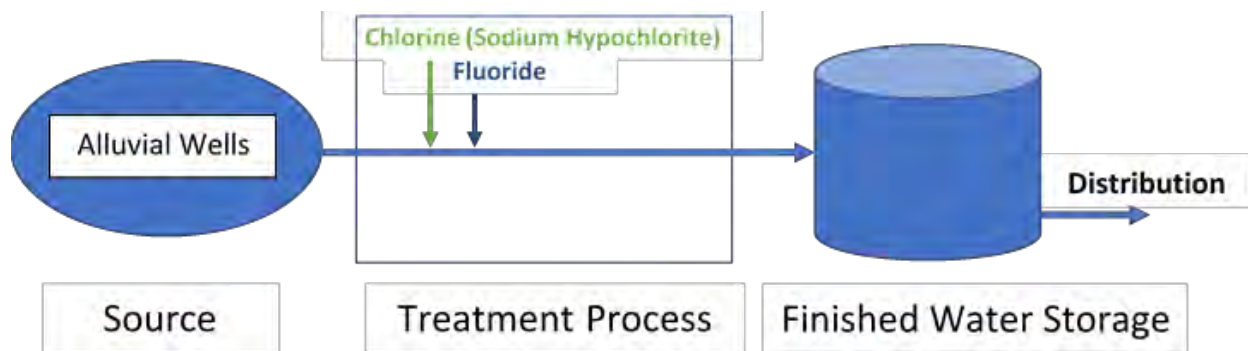 Chlorine (Sodium Hypochlorite)
Fluoride
Alluvial Wells
Distribution
Source
Treatment Process
Finished Water Storage